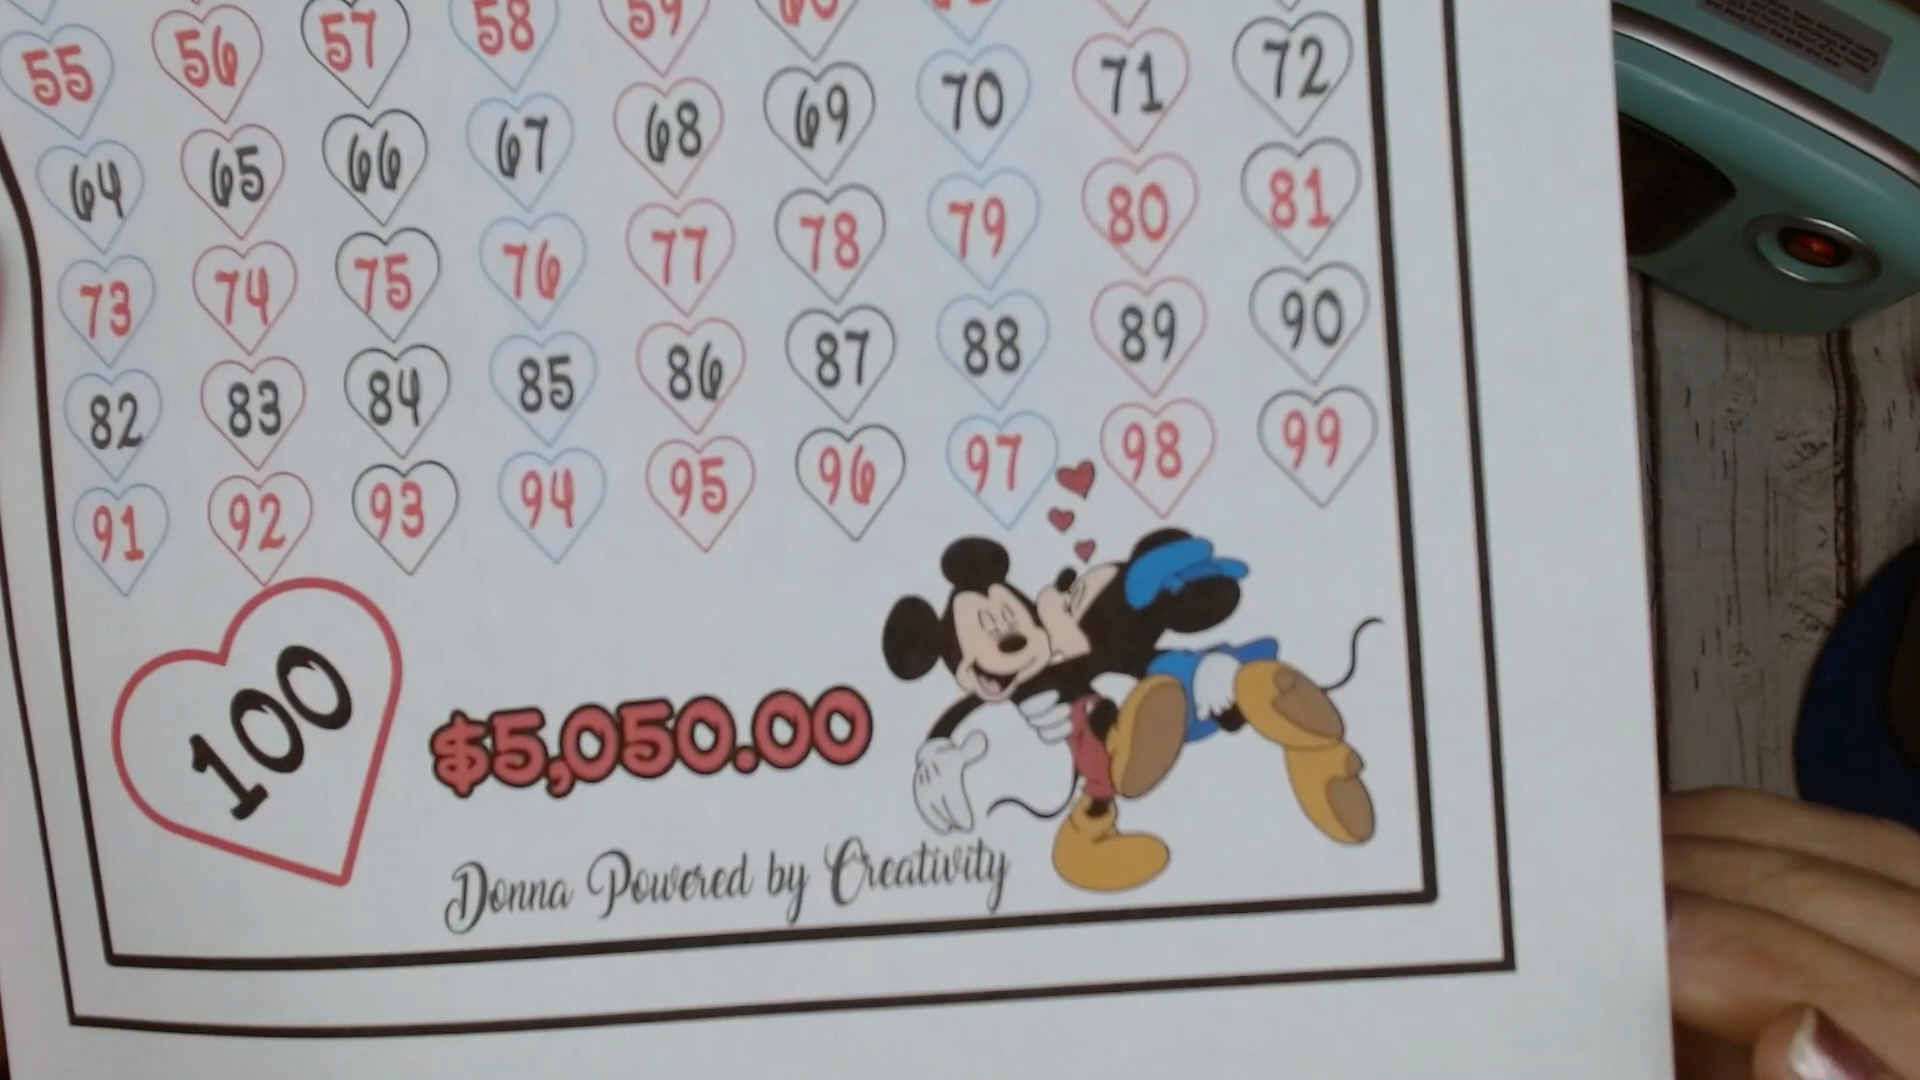 55 56 57 58 59 60
64 65 66 67 68 69 70 71 72
73 74 75 76 77 78 79 80 81
82 83 84 85 86 87 88 89 90
91 92 93 94 95 96 97 98 99
100
$5,050.00
Donna Powered by Creativity